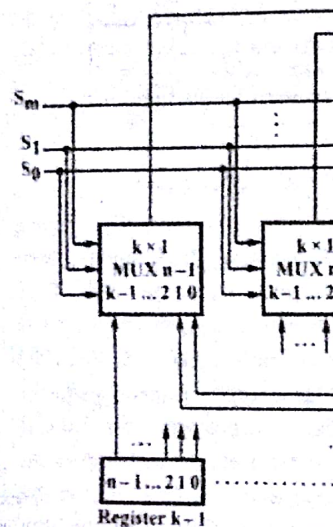 Sm
S1
S0
k × 1
MUX n−1
k−1 ... 2 1 0
k × 1
MUX n
k−1 ... 2
...
...
n−1 ... 2 1 0
Register k−1